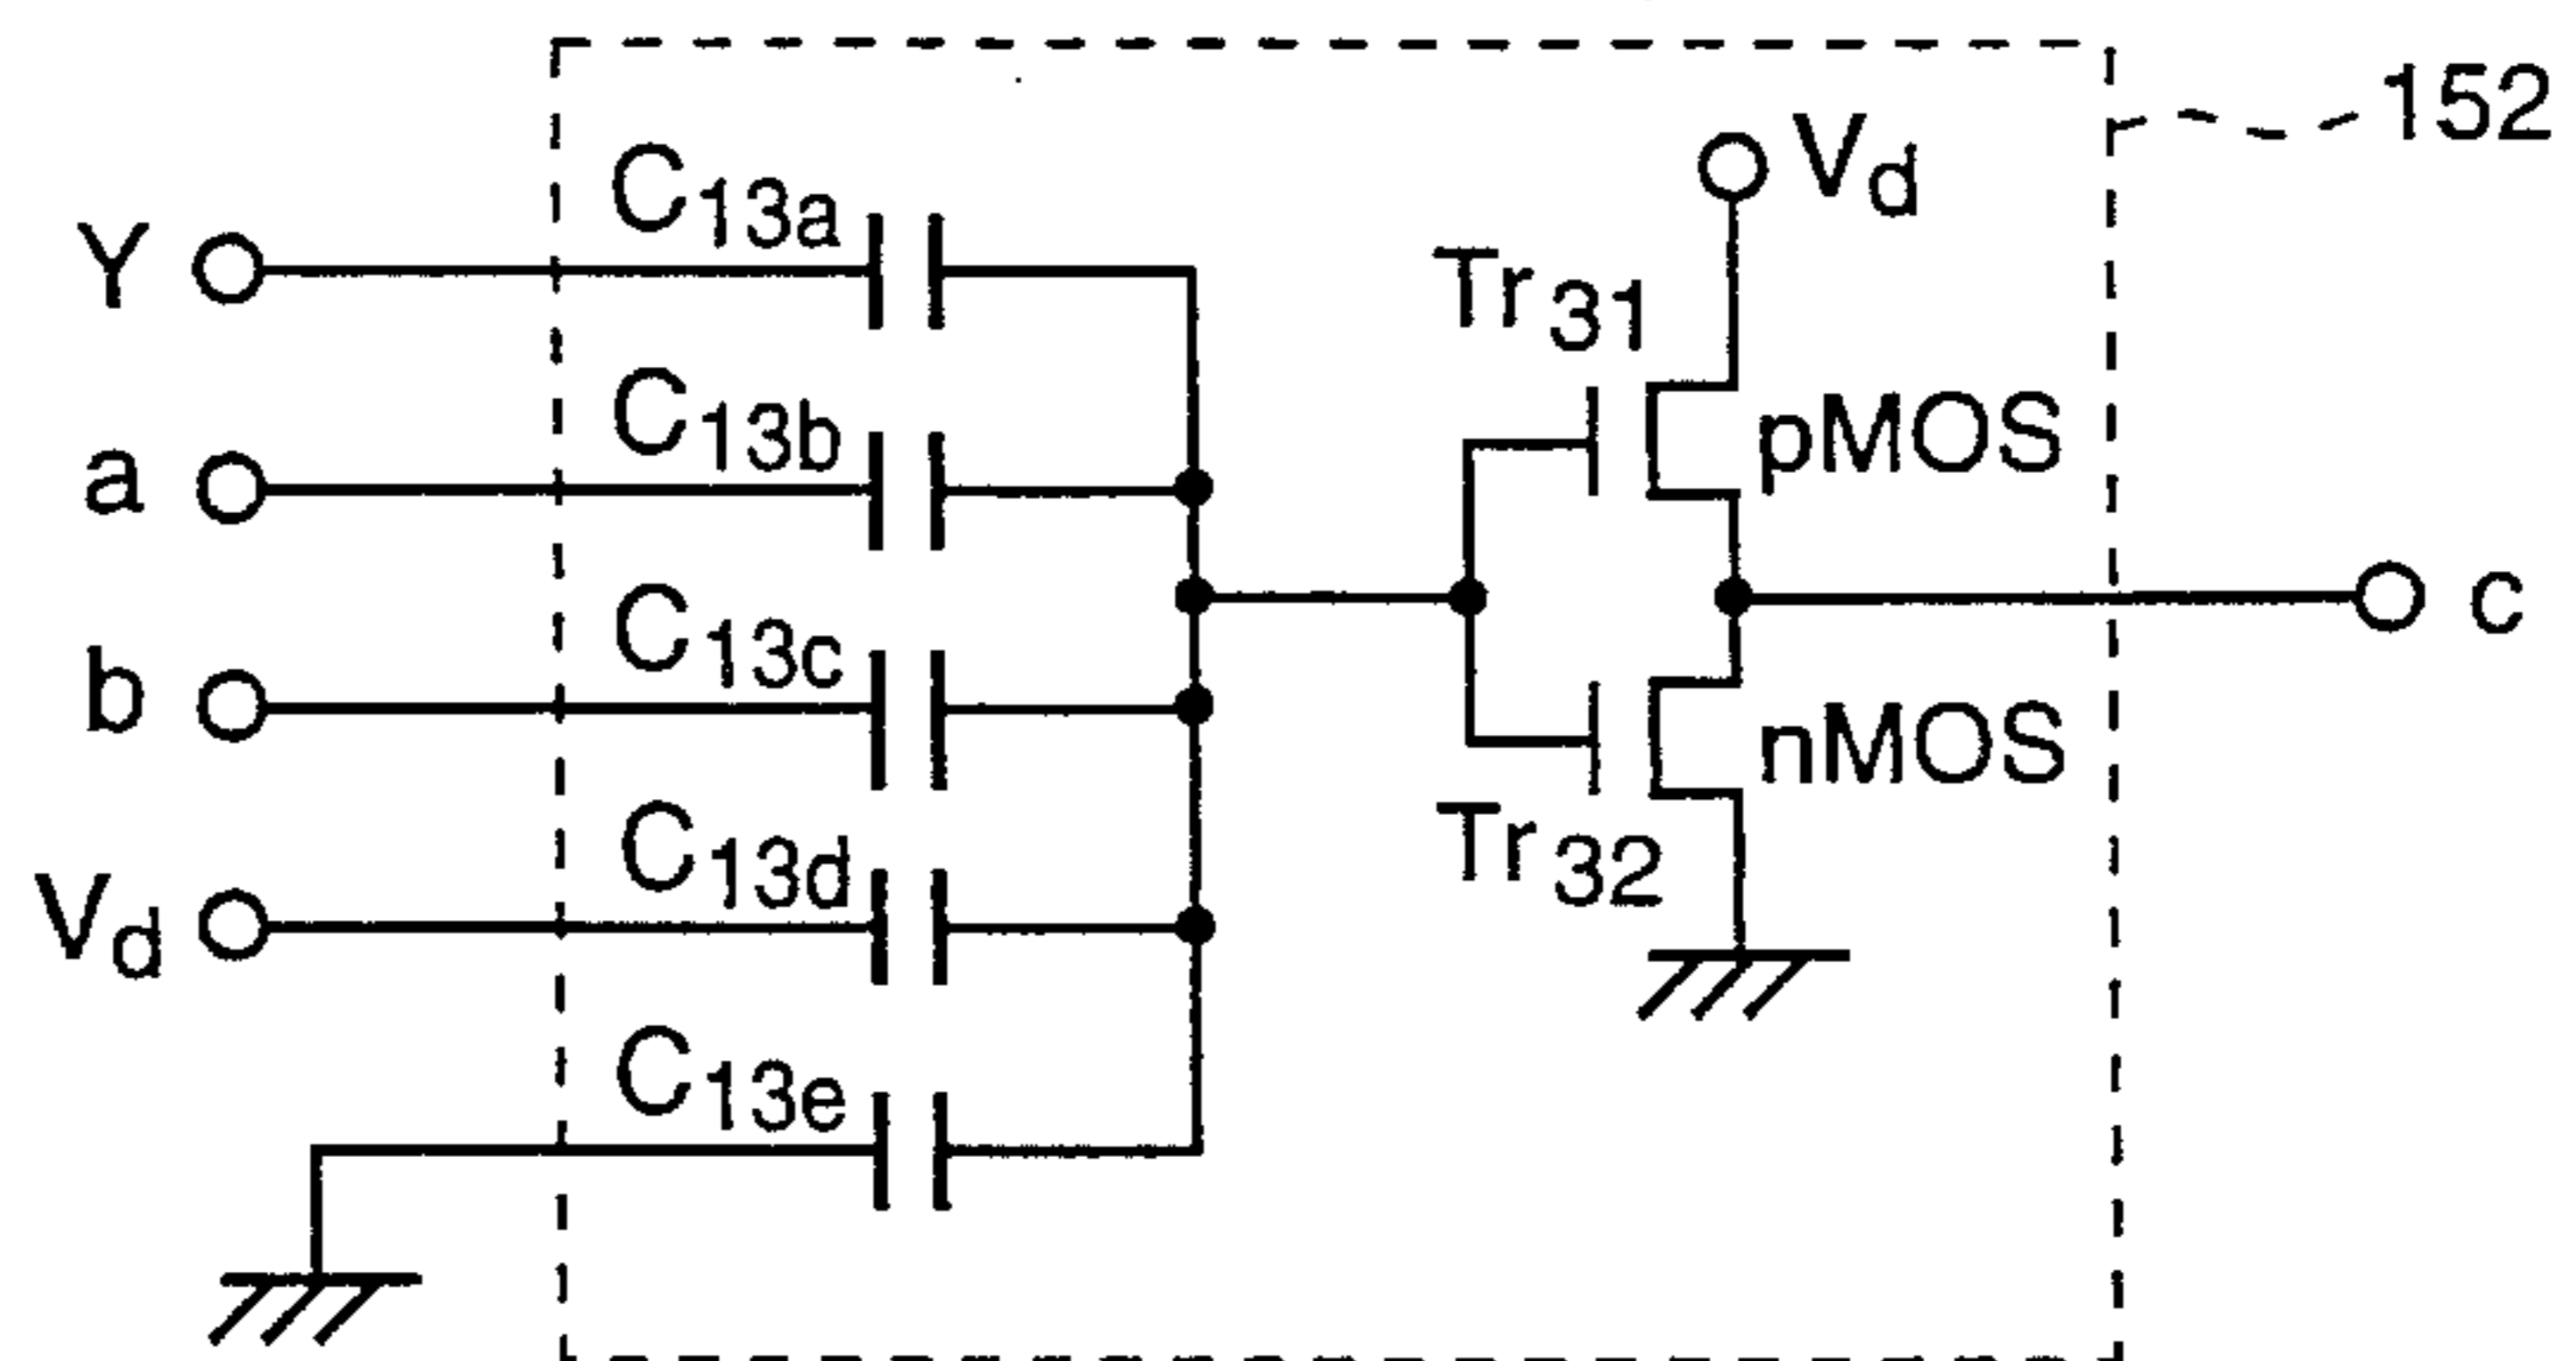 152
Vd
C13a
Y
Tr31
C13b
pMOS
a
c
C13c
b
nMOS
Tr32
C13d
Vd
C13e